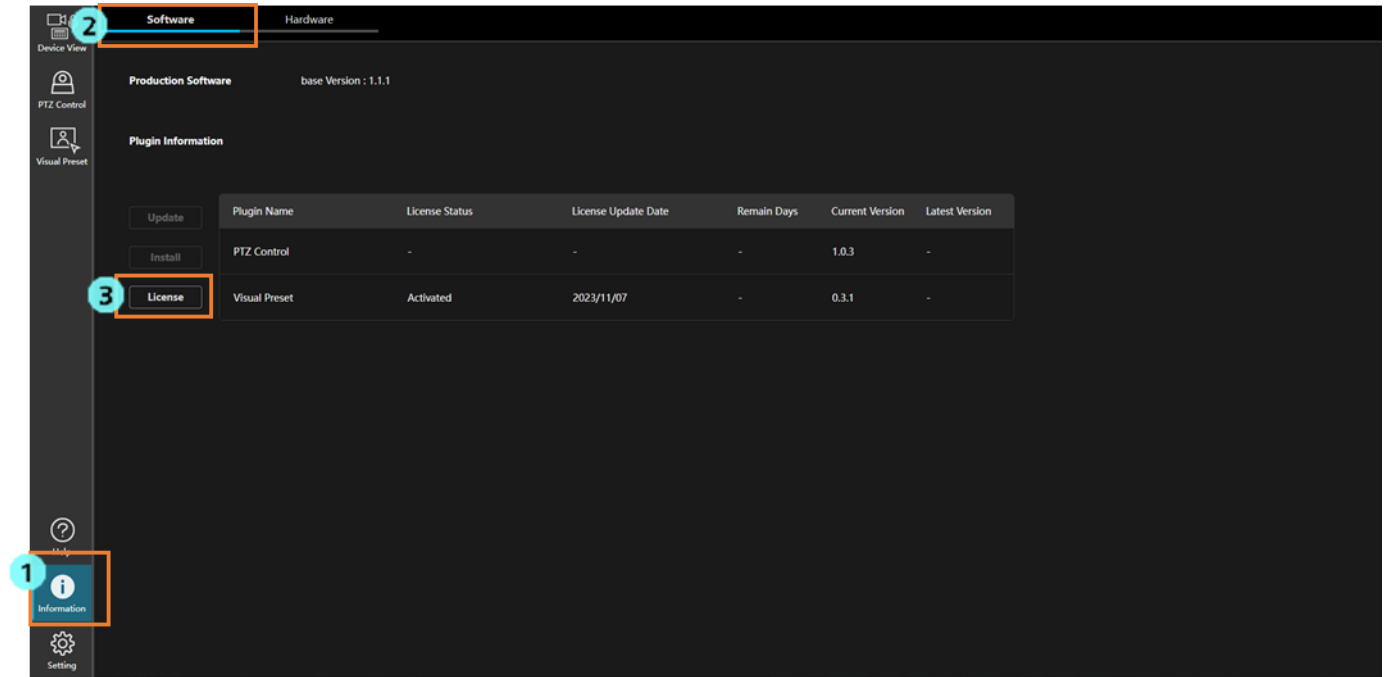 2
Software Hardware
Device View
Production Software base Version : 1.1.1
PTZ Control
Plugin Information
Visual Preset
Update
Plugin Name License Status License Update Date Remain Days Current Version Latest Version
Install
PTZ Control - - - 1.0.3 -
3
License
Visual Preset Activated 2023/11/07 - 0.3.1 -
?
Help
1
i
Information
Setting